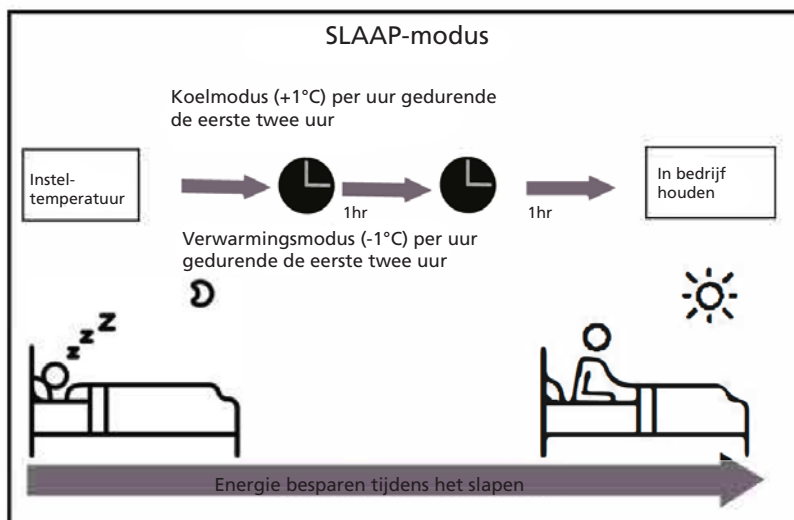 SLAAP-modus
Koelmodus (+1°C) per uur gedurende
de eerste twee uur
Instel-
temperatuur
1hr
1hr
In bedrijf
houden
Verwarmingsmodus (-1°C) per uur
gedurende de eerste twee uur
z z z
Energie besparen tijdens het slapen